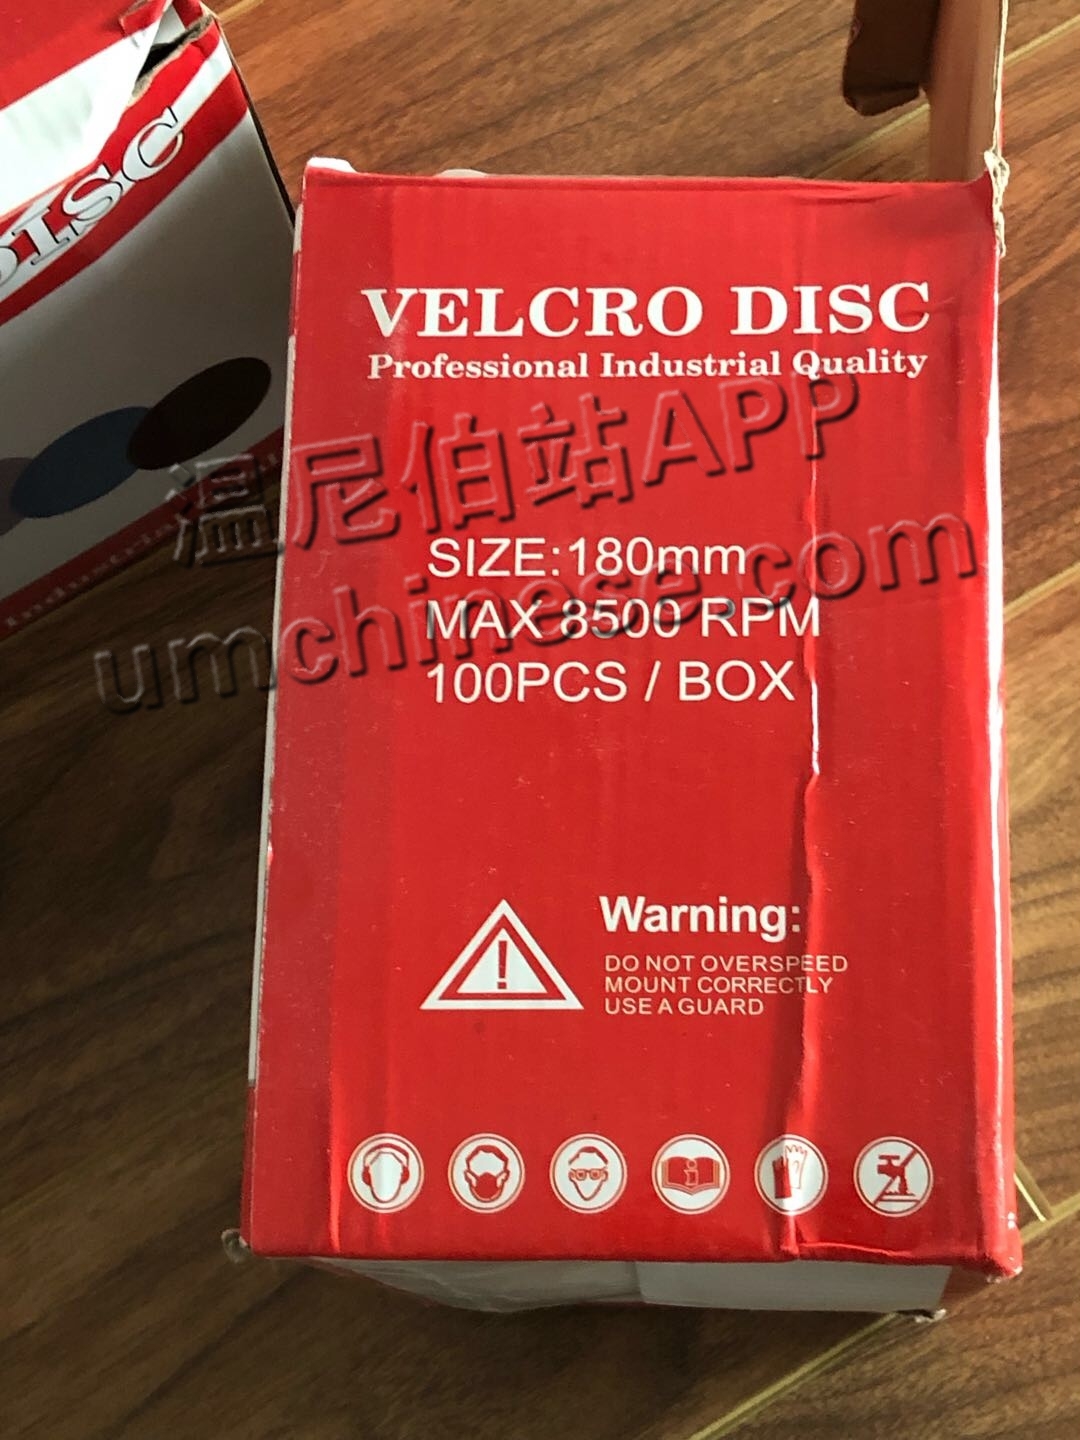 DISC
VELCRO DISC
Professional Industrial Quality
温尼伯站APP
umchinese.com
SIZE:180mm
MAX 8500 RPM
100PCS / BOX
Warning:
DO NOT OVERSPEED
MOUNT CORRECTLY
USE A GUARD
Industrial